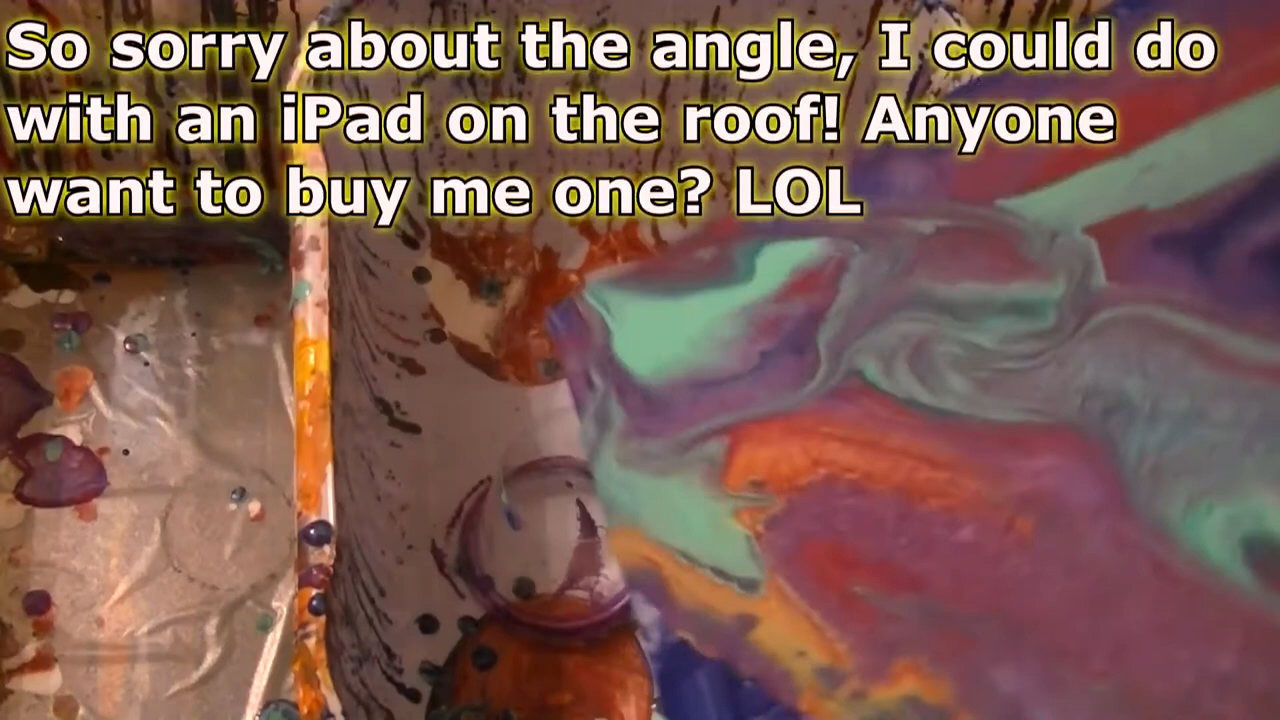 So sorry about the angle, I could do
with an iPad on the roof! Anyone
want to buy me one? LOL